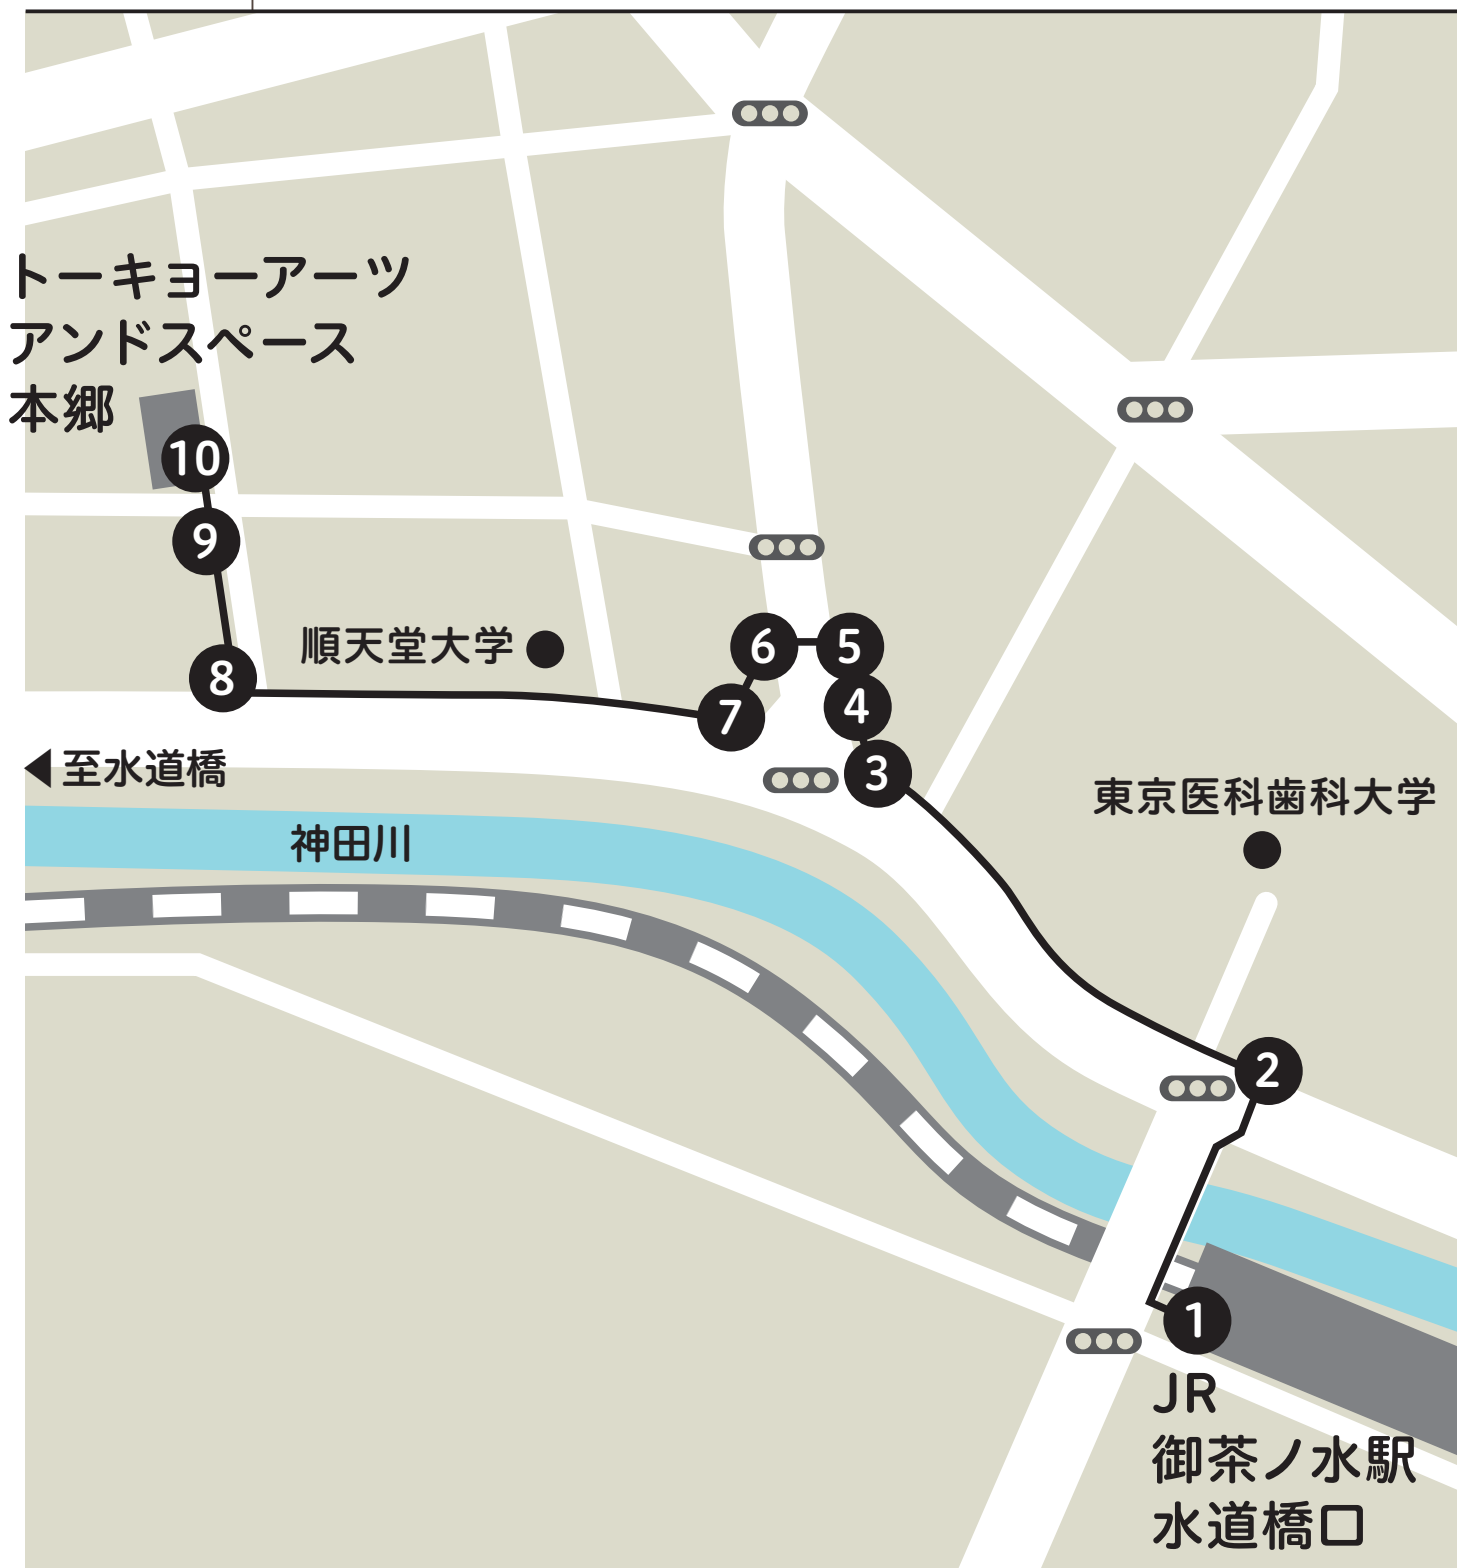 トーキョーアーツ
アンドスペース
本郷
10
9
8
順天堂大学
7
6
5
4
3
至水道橋
神田川
東京医科歯科大学
2
1
JR
御茶ノ水駅
水道橋口